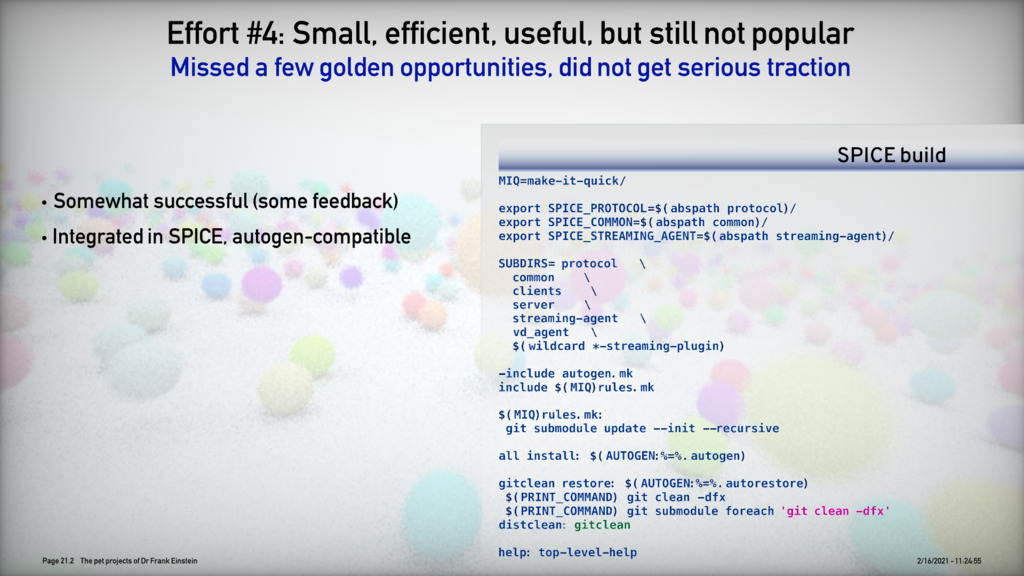 Effort #4: Small, efficient, useful, but still not popular
Missed a few golden opportunities, did not get serious traction
• Somewhat successful (some feedback)
• Integrated in SPICE, autogen-compatible
SPICE build
MIQ=make-it-quick/
export SPICE_PROTOCOL=$(abspath protocol)/
export SPICE_COMMON=$(abspath common)/
export SPICE_STREAMING_AGENT=$(abspath streaming-agent)/
SUBDIRS= protocol \
common \
clients \
server \
streaming-agent \
vd_agent \
$(wildcard *-streaming-plugin)
-include autogen.mk
include $(MIQ)rules.mk
$(MIQ)rules.mk:
git submodule update --init --recursive
all install: $(AUTOGEN:%=%.autogen)
gitclean restore: $(AUTOGEN:%=%.autorestore)
$(PRINT_COMMAND) git clean -dfx
$(PRINT_COMMAND) git submodule foreach 'git clean -dfx'
distclean: gitclean
help: top-level-help
Page 21.2 The pet projects of Dr Frank Einstein
2/16/2021 - 11:24:55